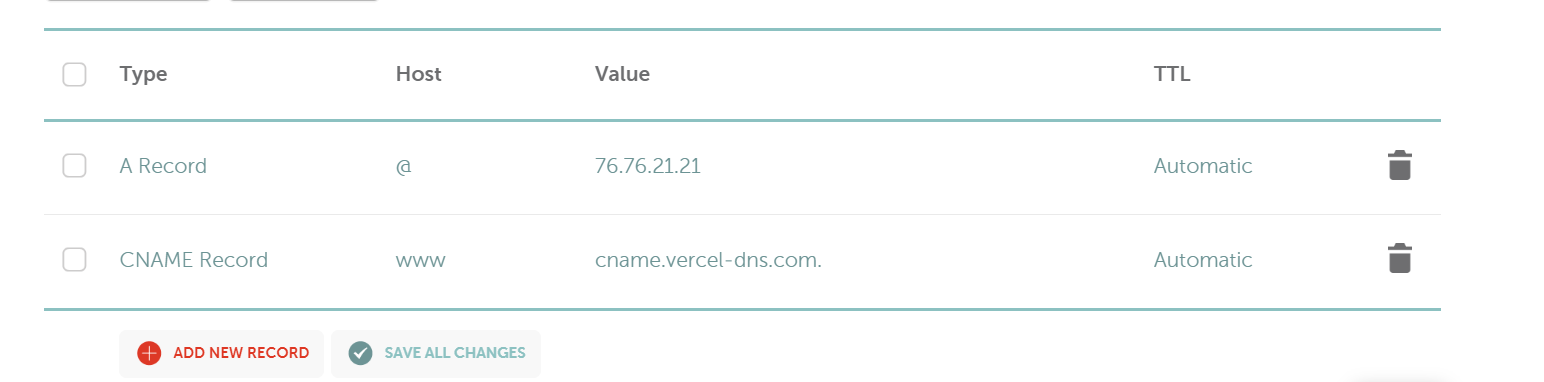 Type Host Value TTL
A Record @ 76.76.21.21 Automatic
CNAME Record www cname.vercel-dns.com. Automatic
ADD NEW RECORD SAVE ALL CHANGES